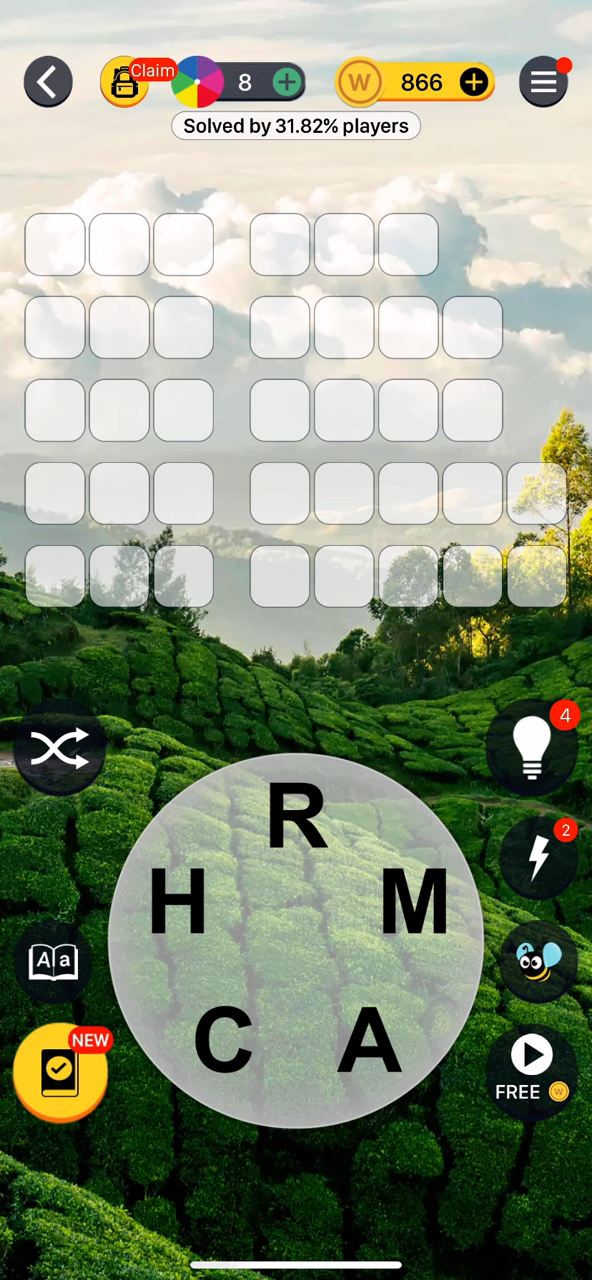 Claim
8
W 866
Solved by 31.82% players
4
R
2
H M
A a
C A
NEW
FREE W